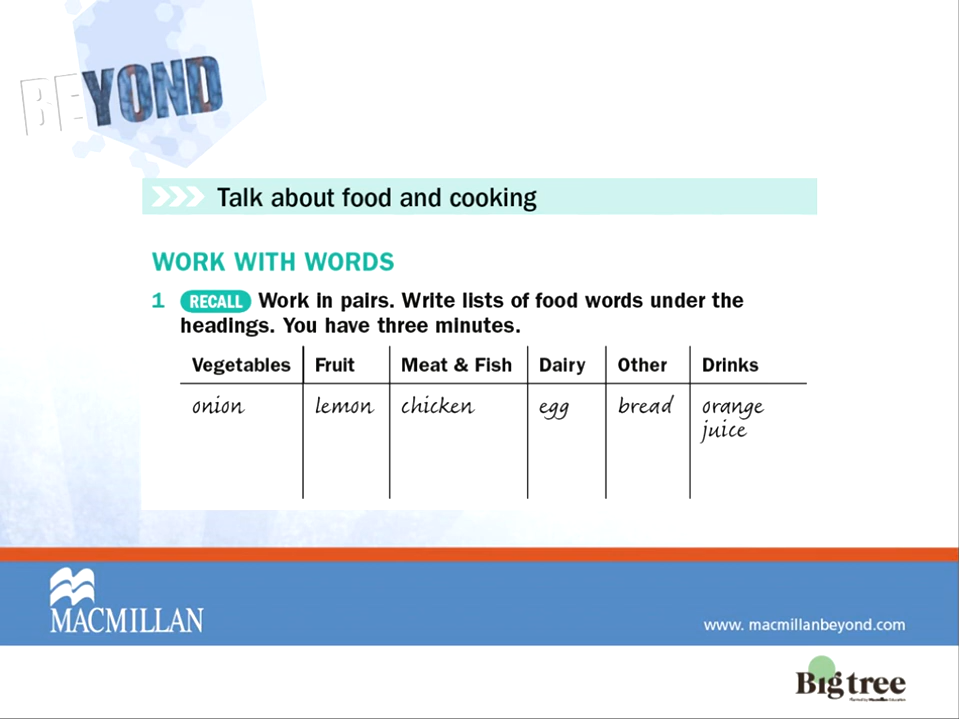 BEYOND
Talk about food and cooking
WORK WITH WORDS
1 RECALL Work in pairs. Write lists of food words under the
headings. You have three minutes.
Vegetables Fruit Meat & Fish Dairy Other Drinks
onion lemon chicken egg bread orange
juice
MACMILLAN
www. macmillanbeyond.com
Bigtree